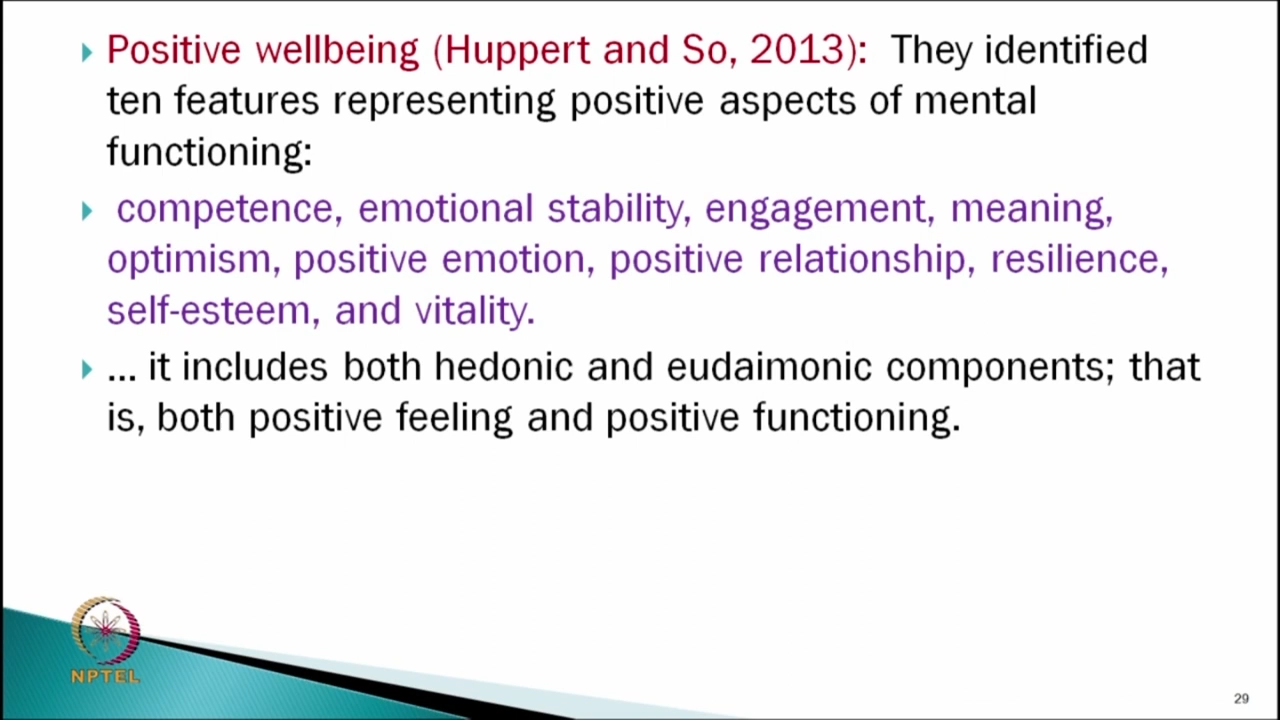 Positive wellbeing (Huppert and So, 2013): They identified
ten features representing positive aspects of mental
functioning:
competence, emotional stability, engagement, meaning,
optimism, positive emotion, positive relationship, resilience,
self-esteem, and vitality.
... it includes both hedonic and eudaimonic components; that
is, both positive feeling and positive functioning.
NPTEL
29